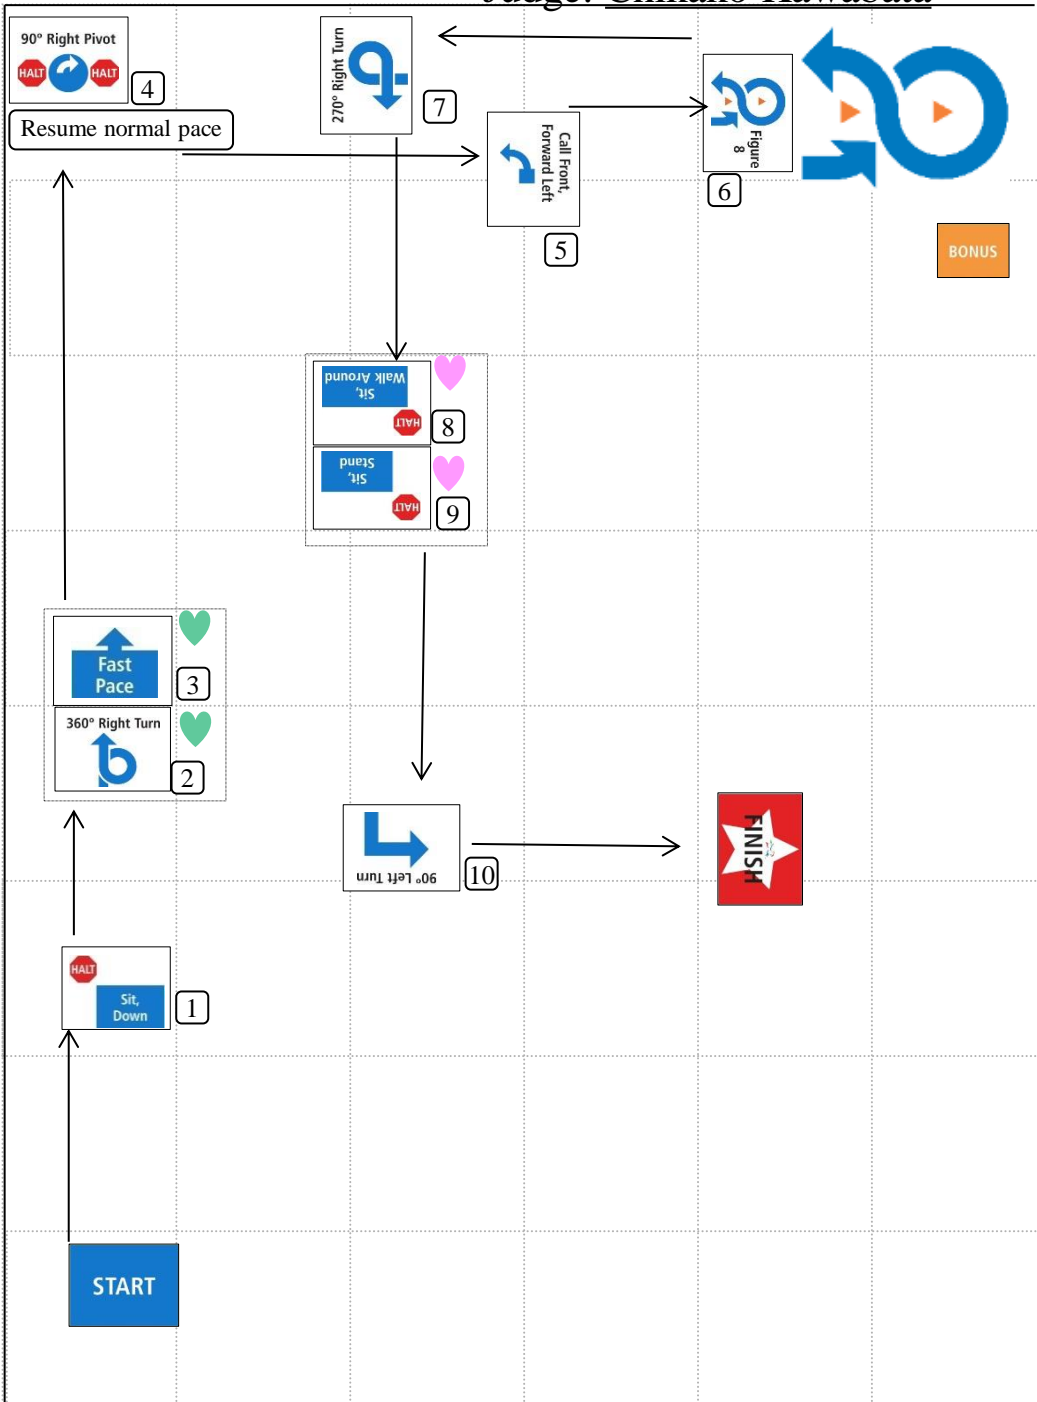 90° Right Pivot
HALT
HALT
4
Resume normal pace
270° Right Turn
7
Call Front,
Forward Left
5
Figure
8
6
BONUS
Sit,
Walk Around
HALT
8
Sit,
Stand
HALT
9
Fast
Pace
3
360° Right Turn
2
90° Left Turn
10
FINISH
HALT
Sit,
Down
1
START